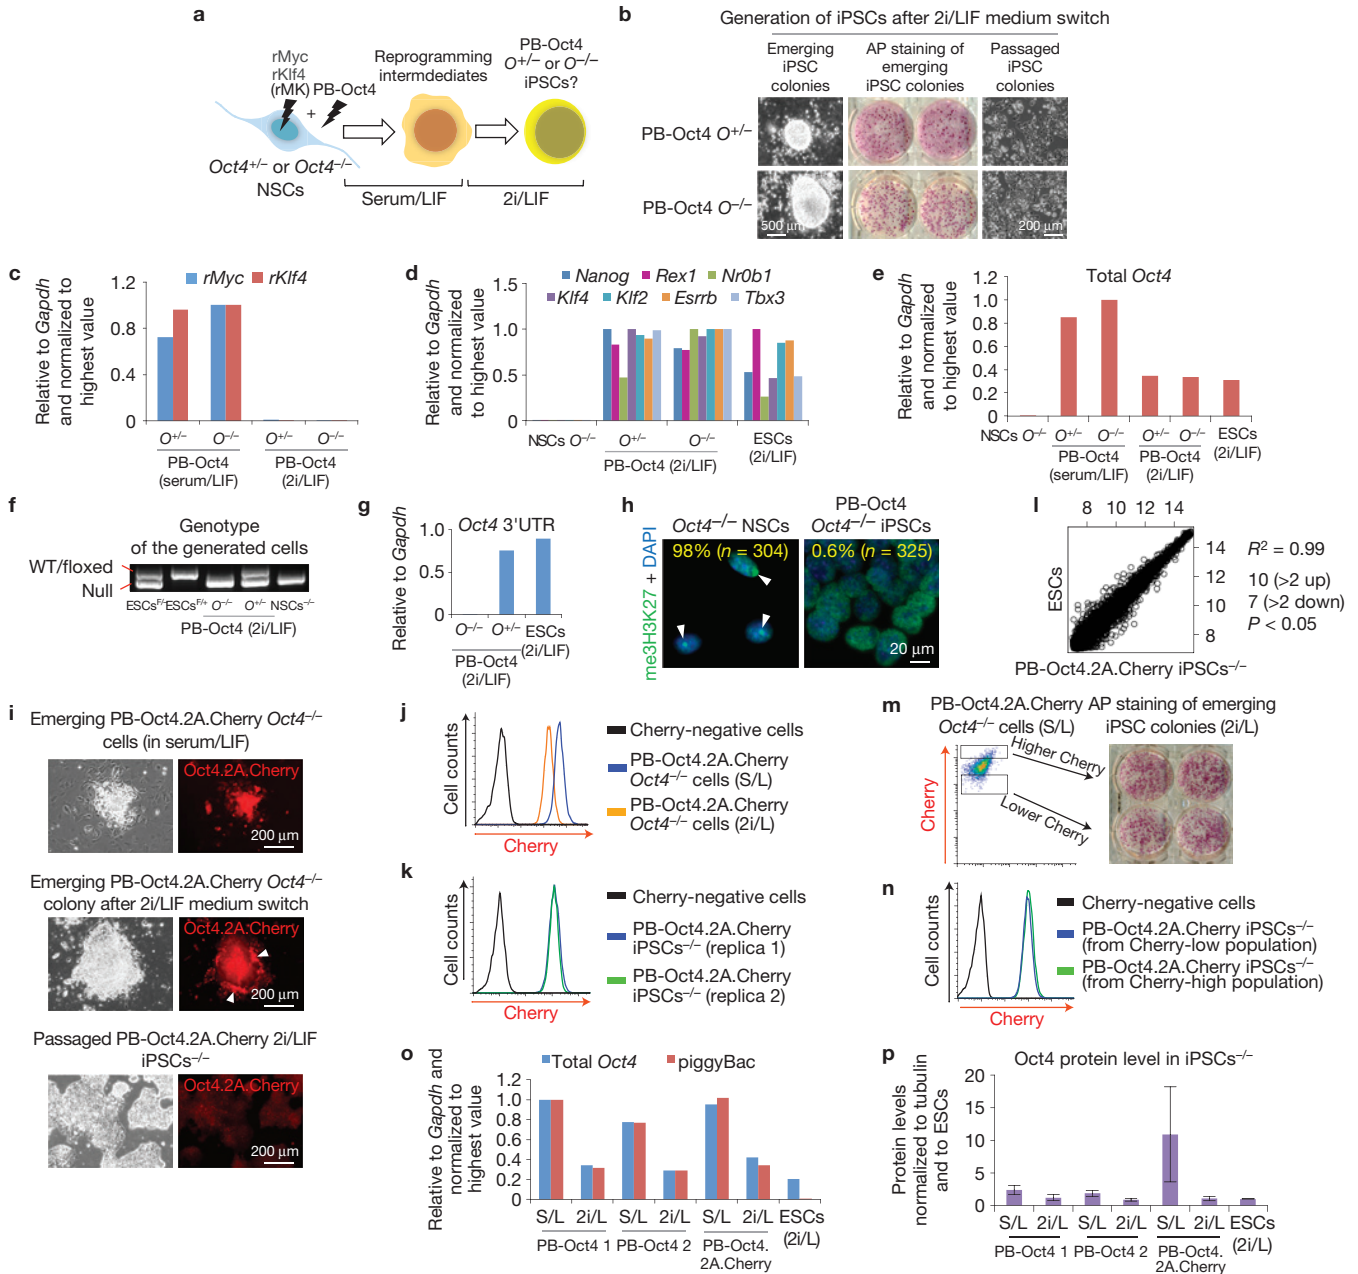 a
rMyc
rKlf4
(rMK)
+
PB-Oct4
Reprogramming
intermdediates
PB-Oct4
O+/– or O–/–
iPSCs?
Oct4+/– or Oct4–/–
NSCs
Serum/LIF
2i/LIF
b
Generation of iPSCs after 2i/LIF medium switch
Emerging
iPSC
colonies
AP staining of
emerging
iPSC colonies
Passaged
iPSC
colonies
PB-Oct4 O+/–
PB-Oct4 O–/–
500 μm
200 μm
c
Relative to Gapdh
and normalized to
highest value
rMyc
rKlf4
1.2
0.8
0.4
0
O+/–
O–/–
O+/–
O–/–
PB-Oct4
(serum/LIF)
PB-Oct4
(2i/LIF)
d
Relative to Gapdh
and normalized
to highest value
Nanog
Rex1
Nr0b1
Klf4
Klf2
Esrrb
Tbx3
1.5
1.0
0.5
0
NSCs O–/–
O+/–
O–/–
PB-Oct4 (2i/LIF)
ESCs
(2i/LIF)
e
Relative to Gapdh
and normalized
to highest value
Total Oct4
1.2
1.0
0.8
0.6
0.4
0.2
0
NSCs O–/–
O+/–
O–/–
O+/–
O–/–
PB-Oct4
(serum/LIF)
PB-Oct4
(2i/LIF)
ESCs
(2i/LIF)
f
Genotype
of the generated cells
WT/floxed
Null
ESCsF/–
ESCsF/+
O–/–
O+/–
NSCs–/–
PB-Oct4 (2i/LIF)
g
Relative to Gapdh
Oct4 3'UTR
1.0
0.5
0
O–/–
O+/–
ESCs
(2i/LIF)
PB-Oct4
(2i/LIF)
h
me3H3K27 + DAPI
Oct4–/– NSCs
98% (n = 304)
PB-Oct4
Oct4–/– iPSCs
0.6% (n = 325)
20 μm
l
8 10 12 14
ESCs
14
12
10
8
R2 = 0.99
10 (>2 up)
7 (>2 down)
P < 0.05
PB-Oct4.2A.Cherry iPSCs–/–
i
Emerging PB-Oct4.2A.Cherry Oct4–/–
cells (in serum/LIF)
Oct4.2A.Cherry
200 μm
Emerging PB-Oct4.2A.Cherry Oct4–/–
colony after 2i/LIF medium switch
Oct4.2A.Cherry
200 μm
Passaged PB-Oct4.2A.Cherry 2i/LIF
iPSCs–/–
Oct4.2A.Cherry
200 μm
j
Cell counts
Cherry
Cherry-negative cells
PB-Oct4.2A.Cherry
Oct4–/– cells (S/L)
PB-Oct4.2A.Cherry
Oct4–/– cells (2i/L)
k
Cell counts
Cherry
Cherry-negative cells
PB-Oct4.2A.Cherry
iPSCs–/– (replica 1)
PB-Oct4.2A.Cherry
iPSCs–/– (replica 2)
m
PB-Oct4.2A.Cherry
Oct4–/– cells (S/L)
AP staining of emerging
iPSC colonies (2i/L)
Cherry
Higher Cherry
Lower Cherry
n
Cell counts
Cherry
Cherry-negative cells
PB-Oct4.2A.Cherry iPSCs–/–
(from Cherry-low population)
PB-Oct4.2A.Cherry iPSCs–/–
(from Cherry-high population)
o
Relative to Gapdh and
normalized to
highest value
Total Oct4
piggyBac
1.2
1.0
0.8
0.6
0.4
0.2
0
S/L 2i/L S/L 2i/L S/L 2i/L ESCs
(2i/L)
PB-Oct4 1
PB-Oct4 2
PB-Oct4.
2A.Cherry
p
Oct4 protein level in iPSCs–/–
Protein levels
normalized to tubulin
and to ESCs
20
15
10
5
0
S/L 2i/L S/L 2i/L S/L 2i/L ESCs
(2i/L)
PB-Oct4 1
PB-Oct4 2
PB-Oct4.
2A.Cherry